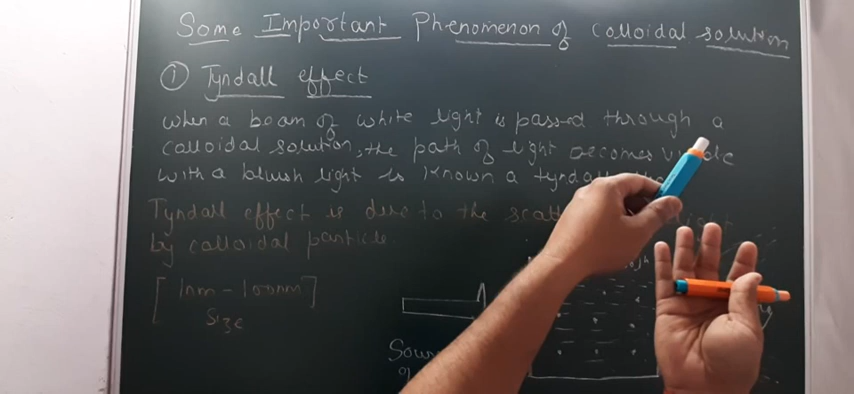 Some Important Phenomenon of colloidal solution
① Tyndall effect
When a beam of white light is passed through a
colloidal solution, the path of light becomes
with a bluish light is known a
Tyndall effect is due to the
by colloidal particle.
[1nm - 100nm]
Size